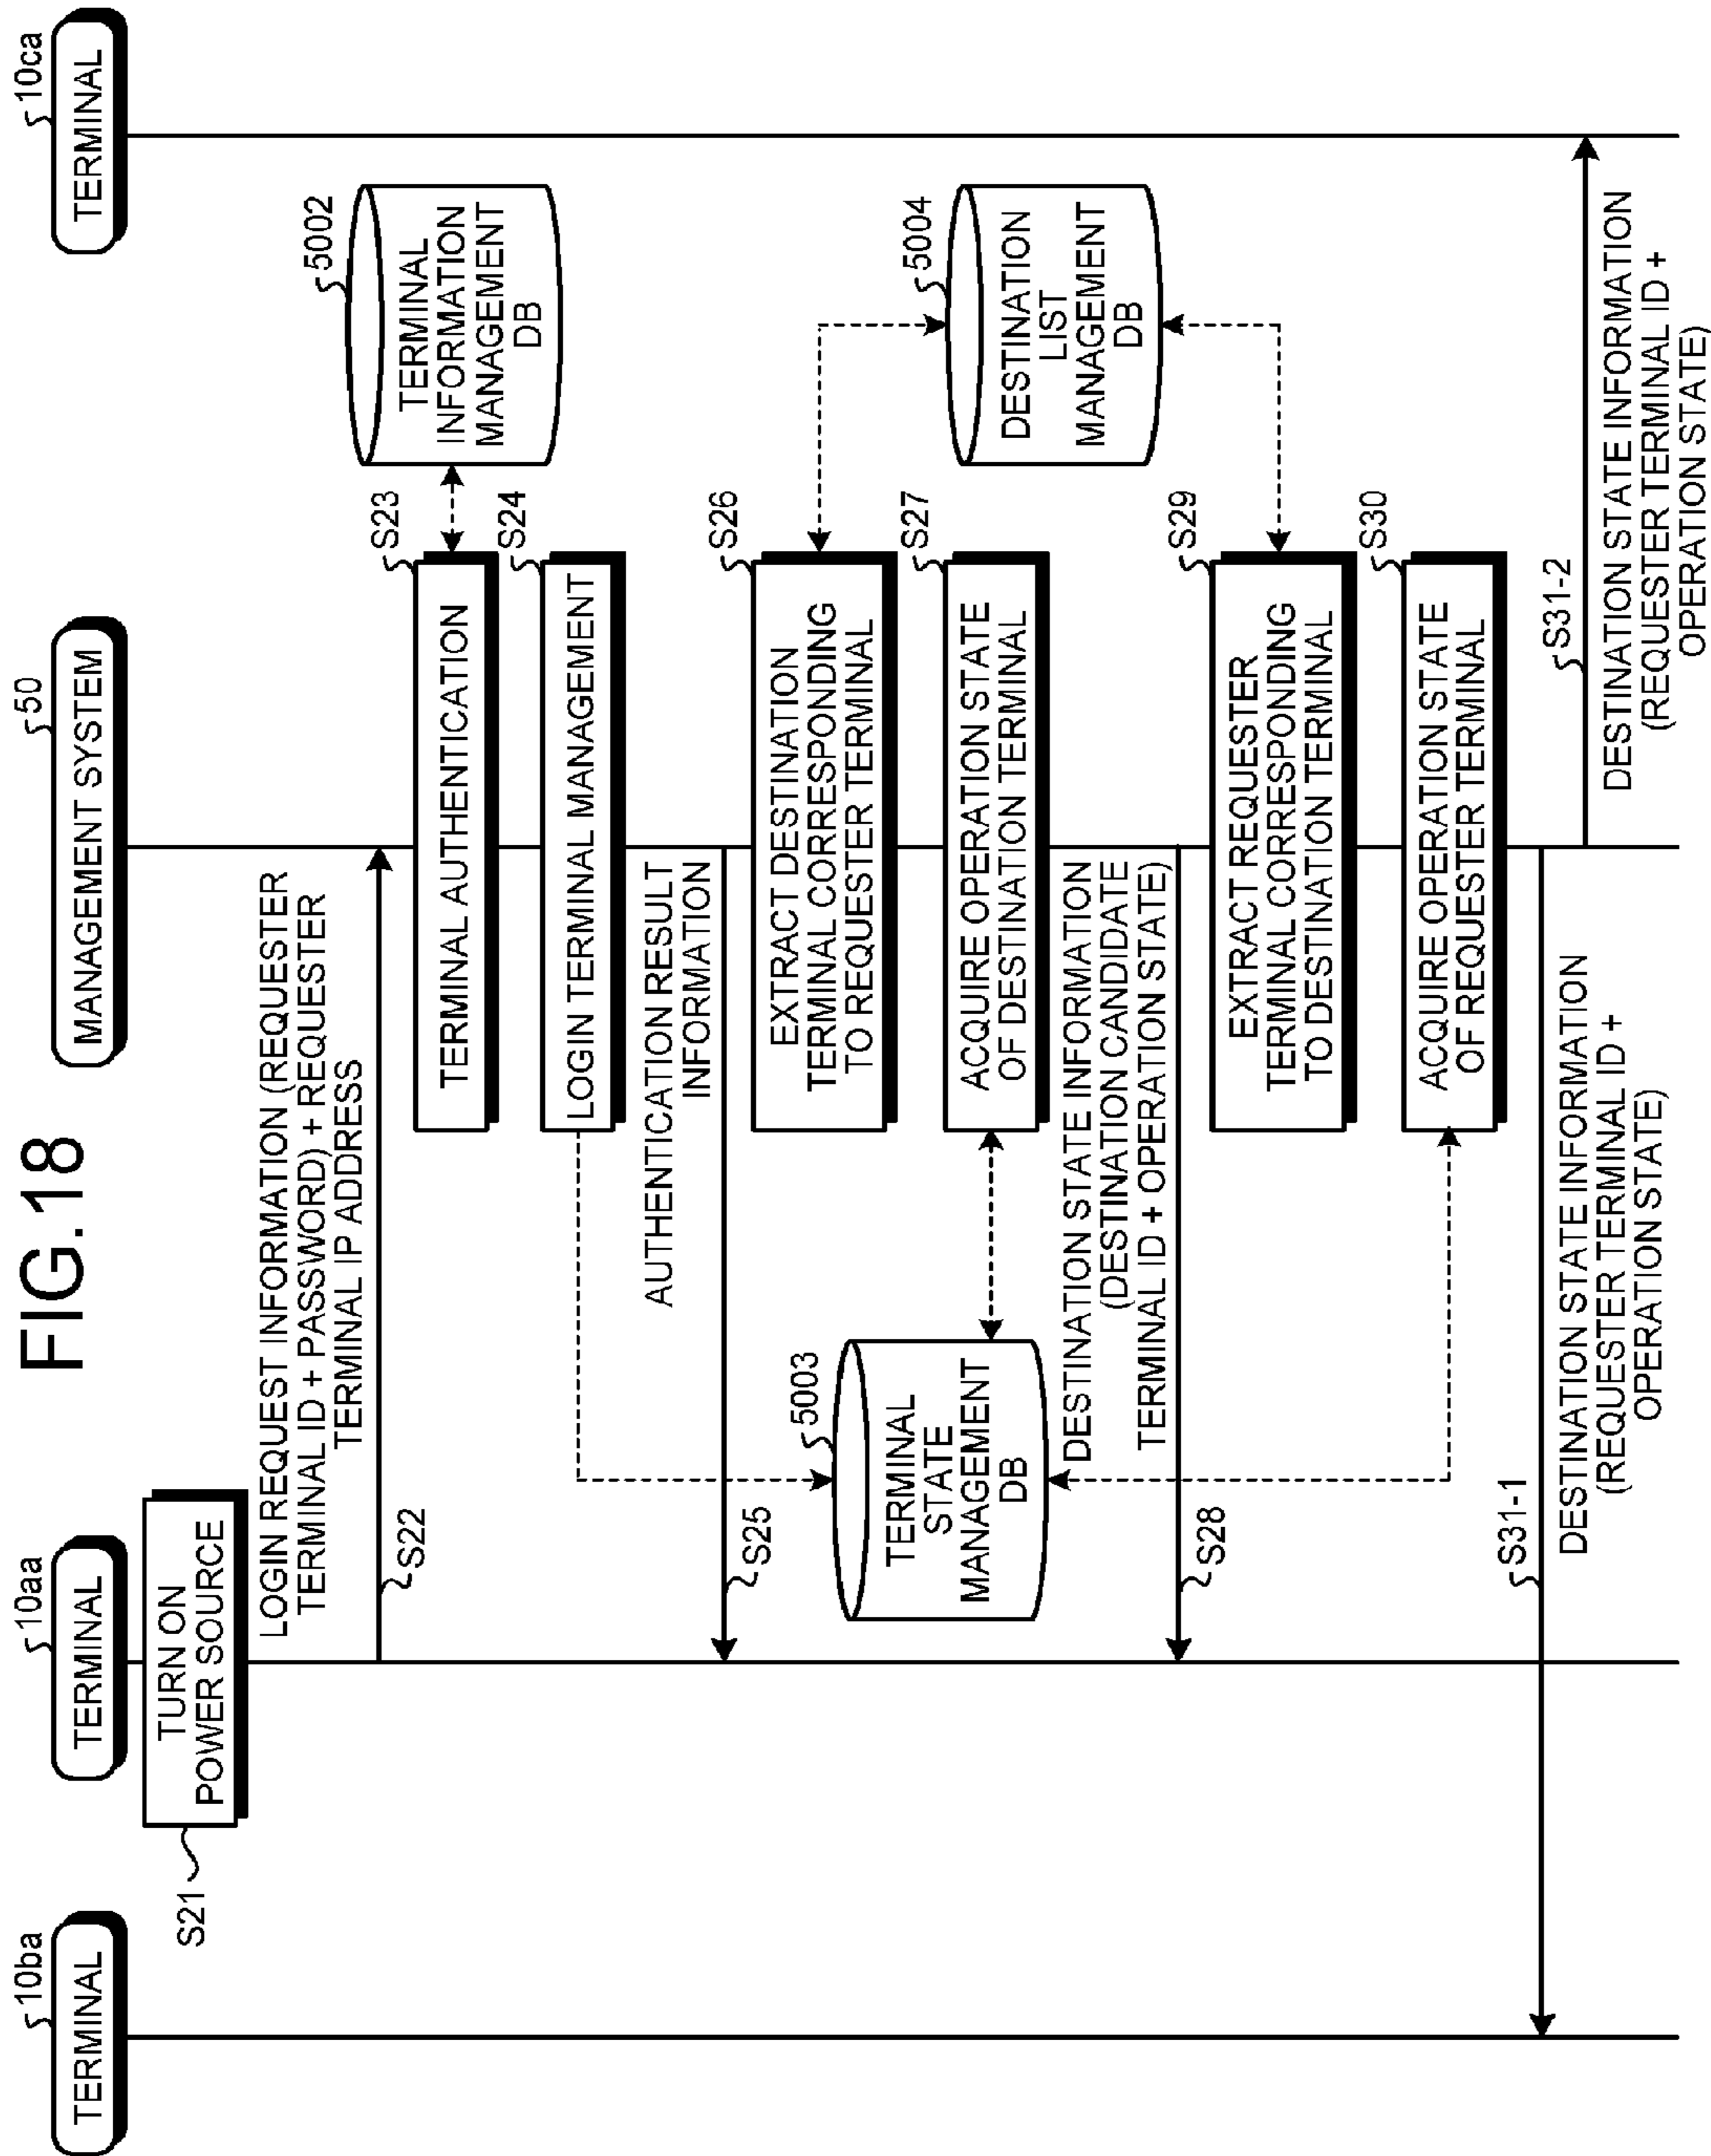 FIG.18
10ba
TERMINAL
10aa
TERMINAL
50
MANAGEMENT SYSTEM
10ca
TERMINAL
S21
TURN ON
POWER SOURCE
LOGIN REQUEST INFORMATION (REQUESTER
TERMINAL ID + PASSWORD) + REQUESTER
TERMINAL IP ADDRESS
S22
S23
TERMINAL AUTHENTICATION
5002
TERMINAL
INFORMATION
MANAGEMENT
DB
S24
LOGIN TERMINAL MANAGEMENT
AUTHENTICATION RESULT
INFORMATION
S25
S26
EXTRACT DESTINATION
TERMINAL CORRESPONDING
TO REQUESTER TERMINAL
5003
TERMINAL
STATE
MANAGEMENT
DB
S27
ACQUIRE OPERATION STATE
OF DESTINATION TERMINAL
5004
DESTINATION
LIST
MANAGEMENT
DB
DESTINATION STATE INFORMATION
(DESTINATION CANDIDATE
TERMINAL ID + OPERATION STATE)
S28
S29
EXTRACT REQUESTER
TERMINAL CORRESPONDING
TO DESTINATION TERMINAL
S30
ACQUIRE OPERATION STATE
OF REQUESTER TERMINAL
S31-1
DESTINATION STATE INFORMATION
(REQUESTER TERMINAL ID +
OPERATION STATE)
S31-2
DESTINATION STATE INFORMATION
(REQUESTER TERMINAL ID +
OPERATION STATE)